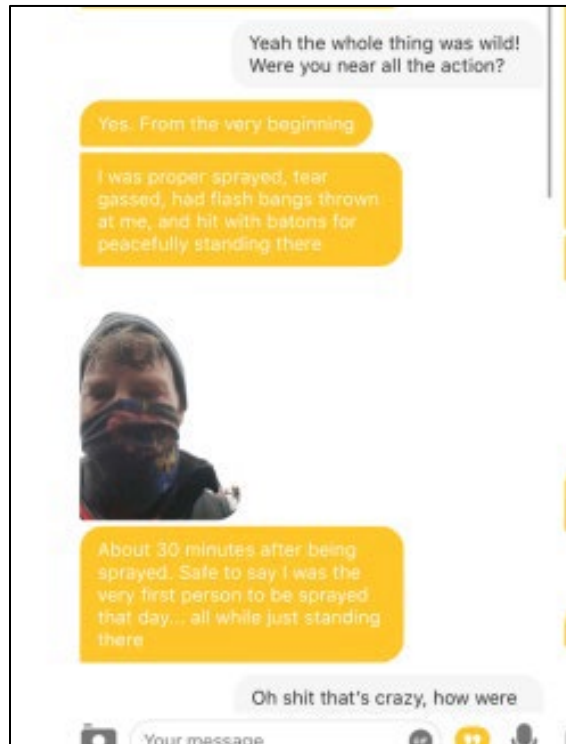 Yeah the whole thing was wild!
Were you near all the action?
Yes. From the very beginning
I was proper sprayed, tear
gassed, had flash bangs thrown
at me, and hit with batons for
peacefully standing there
About 30 minutes after being
sprayed. Safe to say I was the
very first person to be sprayed
that day... all while just standing
there
Oh shit that's crazy, how were
Your message